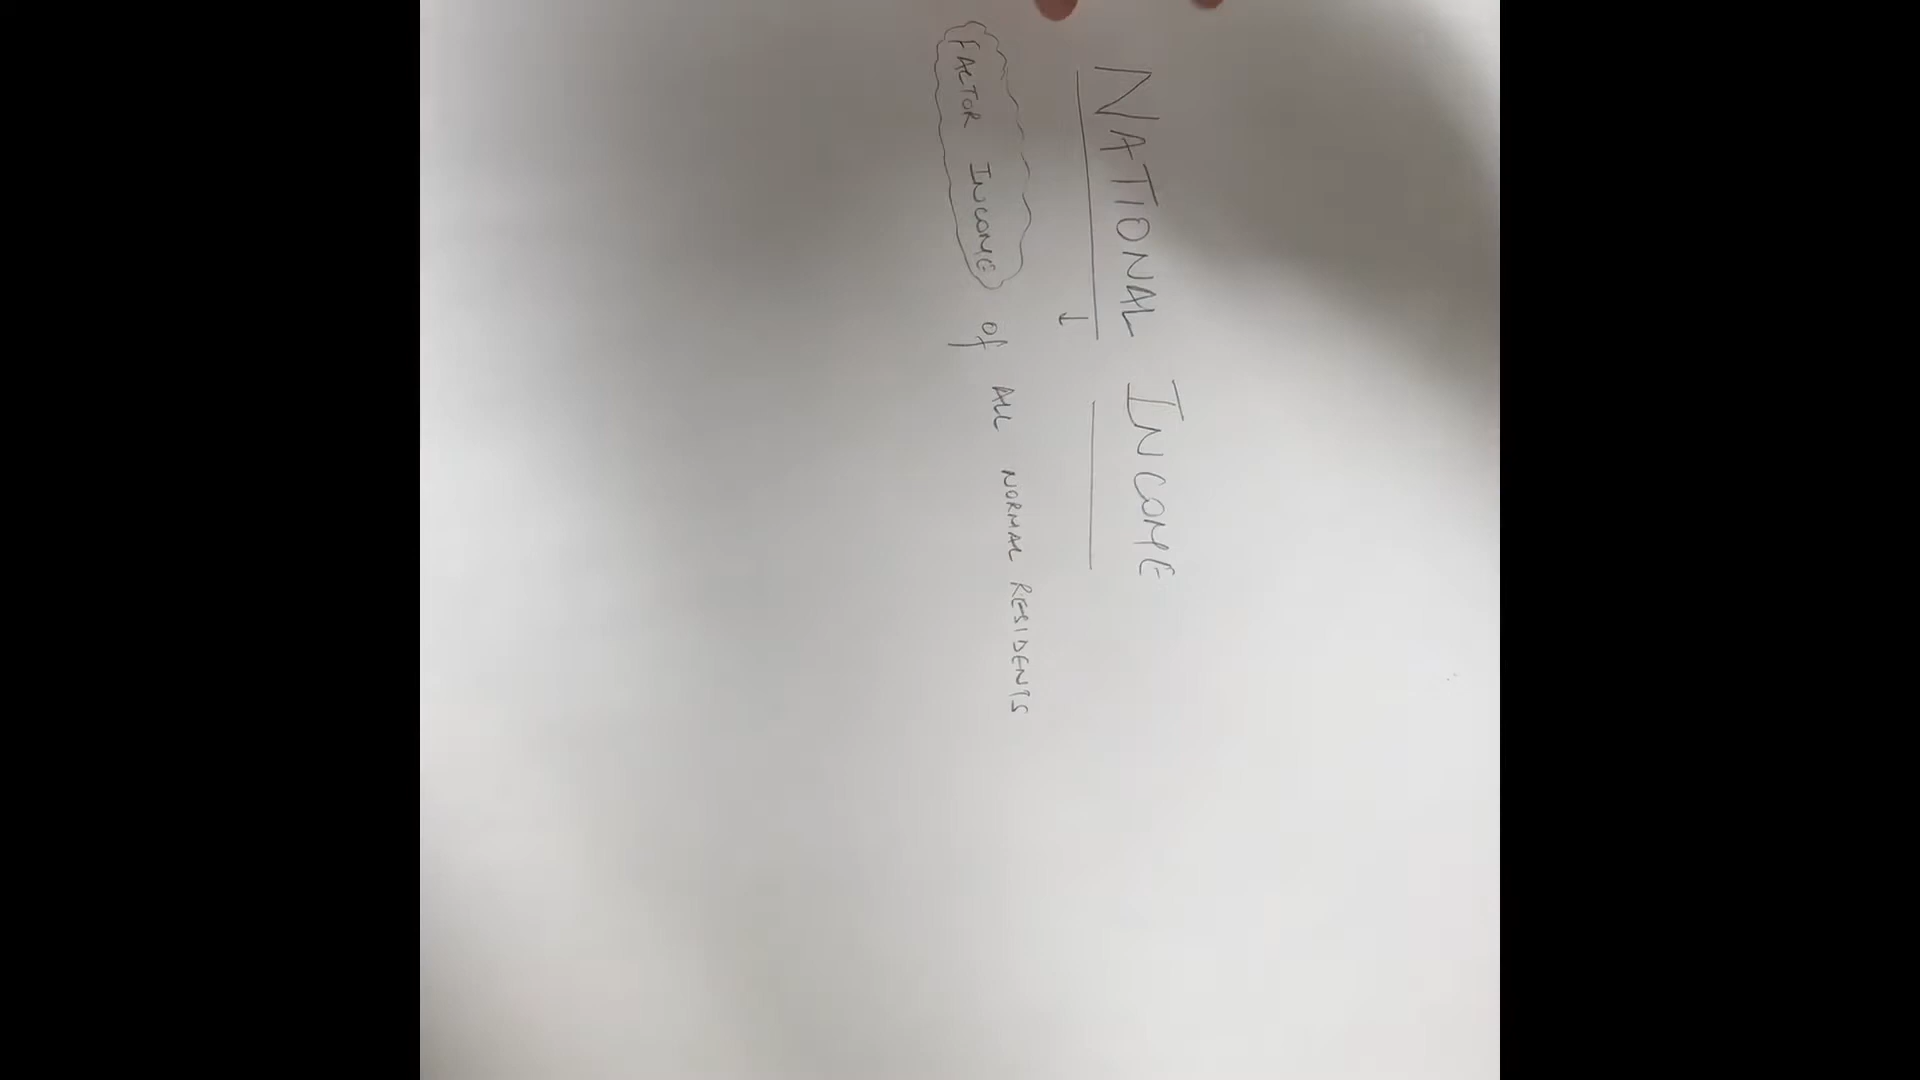 NATIONAL INCOME
↓
FACTOR INCOME of ALL NORMAL RESIDENTS